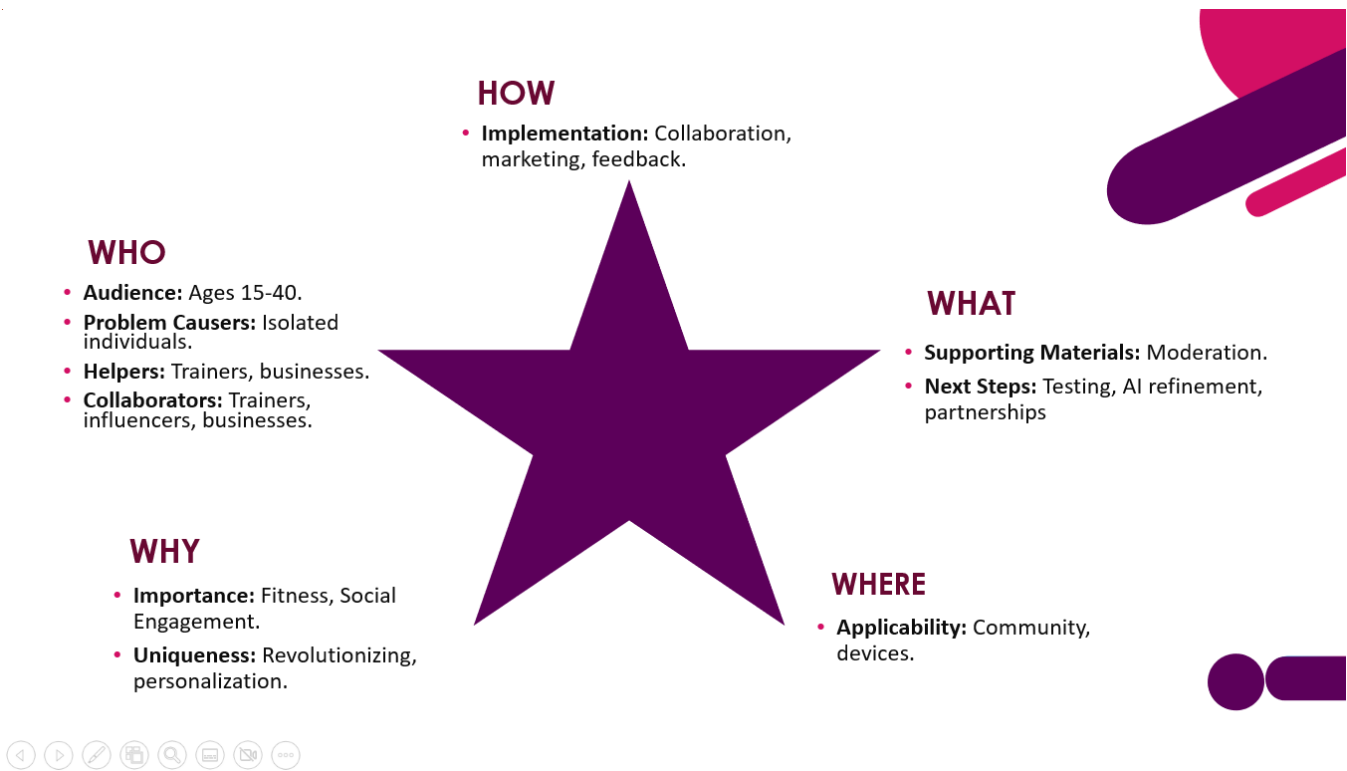 HOW
• Implementation: Collaboration,
marketing, feedback.
WHO
• Audience: Ages 15-40.
• Problem Causers: Isolated
individuals.
• Helpers: Trainers, businesses.
• Collaborators: Trainers,
influencers, businesses.
WHAT
• Supporting Materials: Moderation.
• Next Steps: Testing, AI refinement,
partnerships
WHY
• Importance: Fitness, Social
Engagement.
• Uniqueness: Revolutionizing,
personalization.
WHERE
• Applicability: Community,
devices.